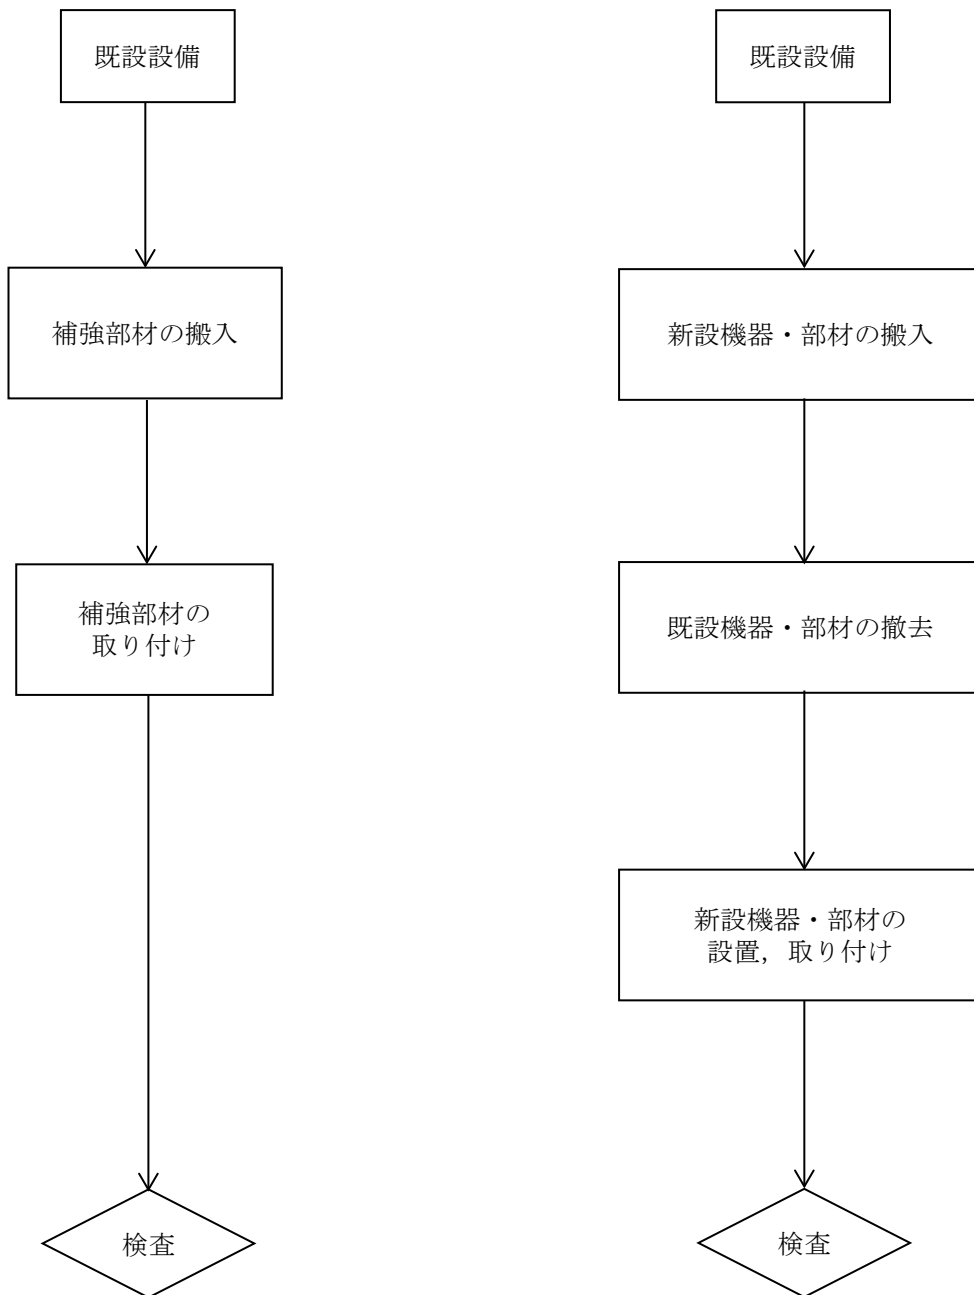 既設設備
補強部材の搬入
補強部材の
取り付け
検査
既設設備
新設機器・部材の搬入
既設機器・部材の撤去
新設機器・部材の
設置，取り付け
検査